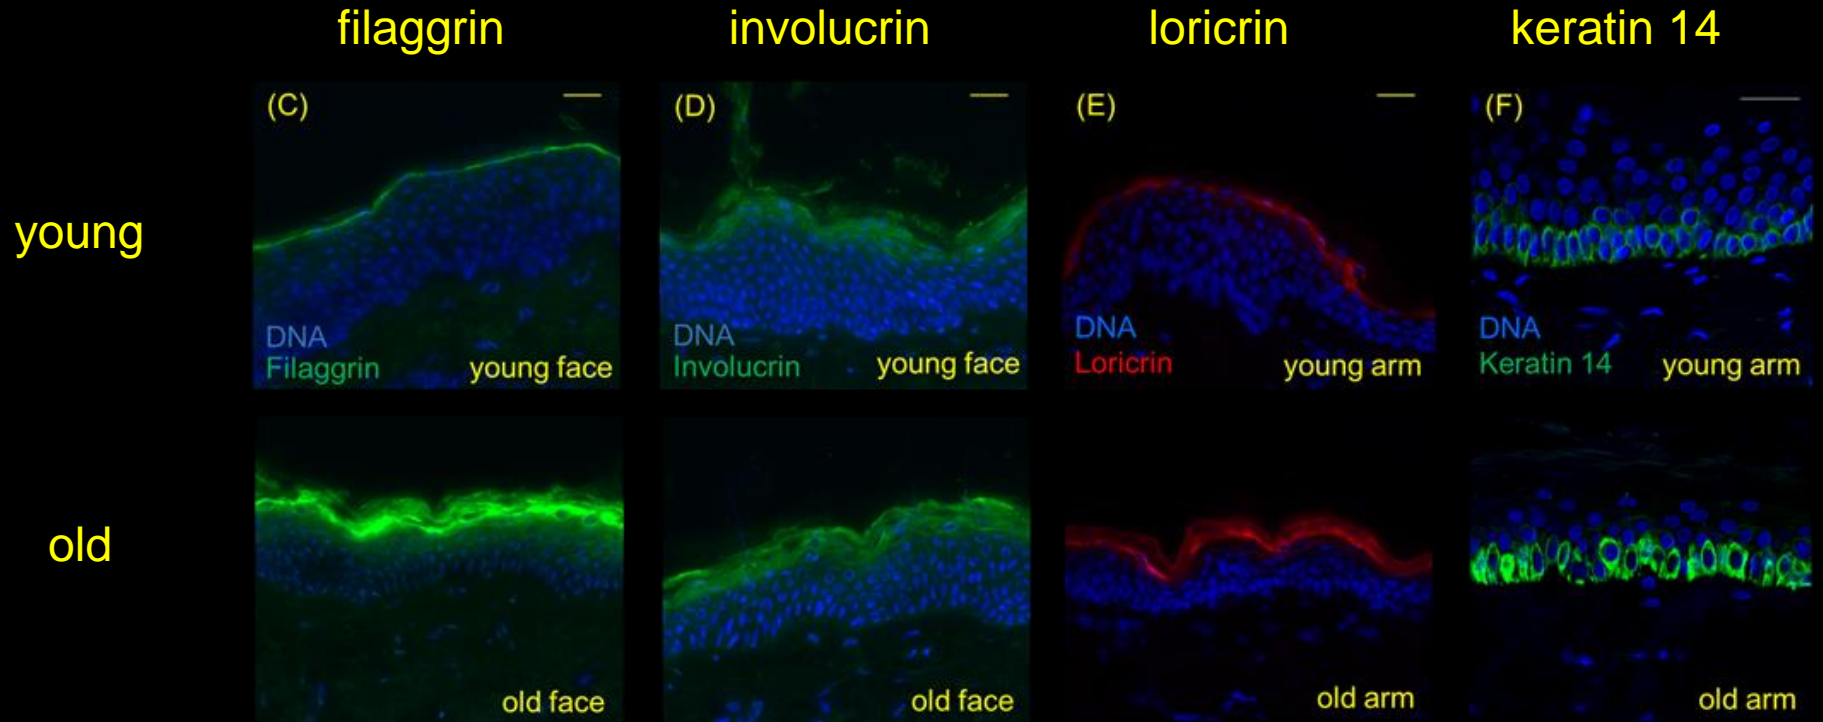 filaggrin involucrin loricrin keratin 14
young
(C) (D) (E) (F)
DNA DNA DNA DNA
Filaggrin young face Involucrin young face Loricrin young arm Keratin 14 young arm
old
old face old face old arm old arm